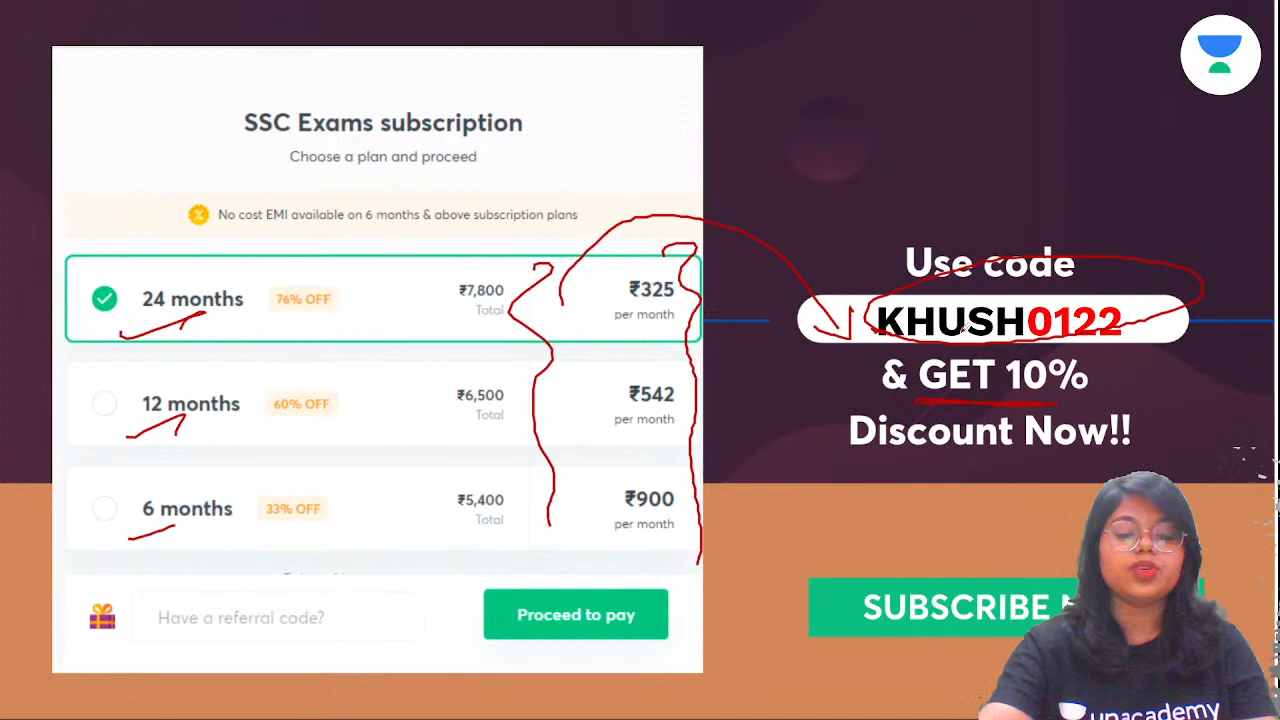 SSC Exams subscription
Choose a plan and proceed
No cost EMI available on 6 months & above subscription plans
24 months 76% OFF ₹7,800 Total ₹325 per month
12 months 60% OFF ₹6,500 Total ₹542 per month
6 months 33% OFF ₹5,400 Total ₹900 per month
Have a referral code? Proceed to pay
Use code
KHUSH0122
& GET 10%
Discount Now!!
SUBSCRIBE
unacademy